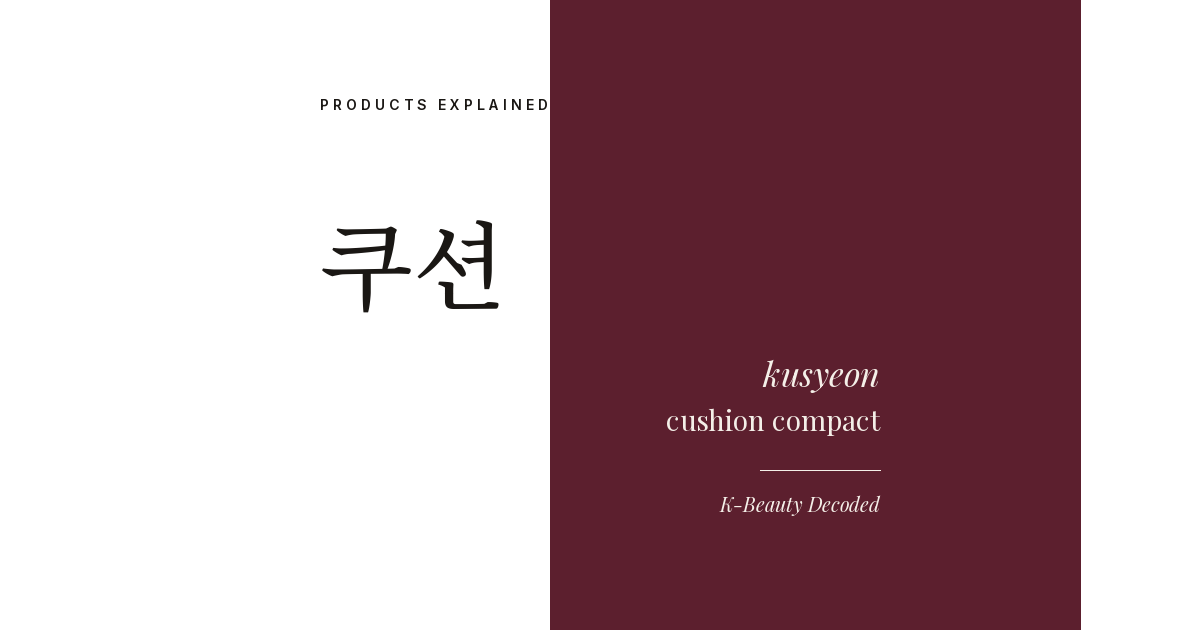 PRODUCTS EXPLAINED
쿠션
kusyeon
cushion compact
K-Beauty Decoded